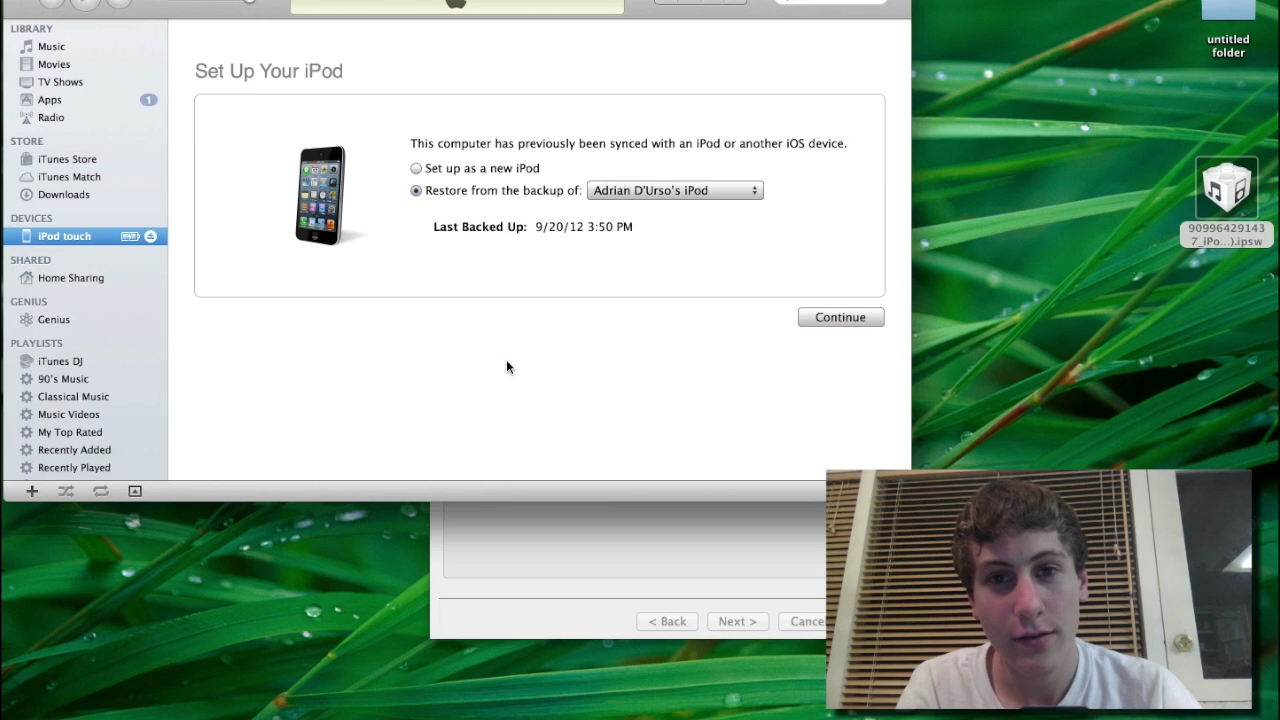 LIBRARY
Music
Movies
TV Shows
Apps 1
Radio
STORE
iTunes Store
iTunes Match
Downloads
DEVICES
iPod touch
SHARED
Home Sharing
GENIUS
Genius
PLAYLISTS
iTunes DJ
90's Music
Classical Music
Music Videos
My Top Rated
Recently Added
Recently Played
Set Up Your iPod
This computer has previously been synced with an iPod or another iOS device.
Set up as a new iPod
Restore from the backup of: Adrian D'Urso's iPod
Last Backed Up: 9/20/12 3:50 PM
Continue
< Back Next > Cance
untitled
folder
90996429143
7_iPo...).ipsw